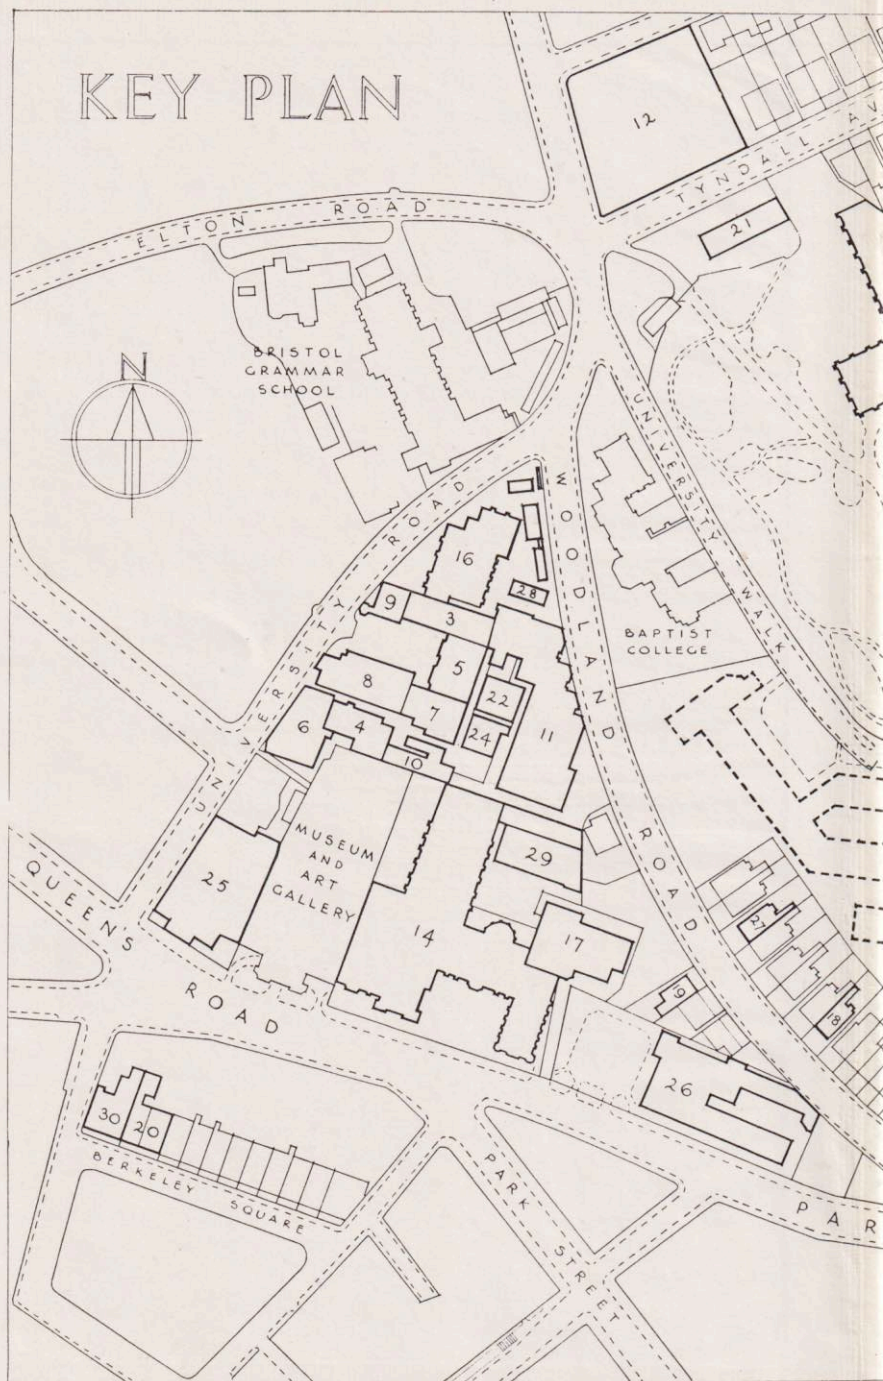 KEY PLAN
12
TYNDALL AV
ELTON ROAD
21
N
BRISTOL
GRAMMAR
SCHOOL
UNIVERSITY WALK
UNIVERSITY ROAD
WOODLAND ROAD
16
28
9
3
BAPTIST
COLLEGE
5
8
22
7
6
4
24
11
10
MUSEUM
AND
ART
GALLERY
29
25
QUEEN'S ROAD
14
17
27
19
18
26
30
20
BERKELEY SQUARE
PARK STREET
PAR